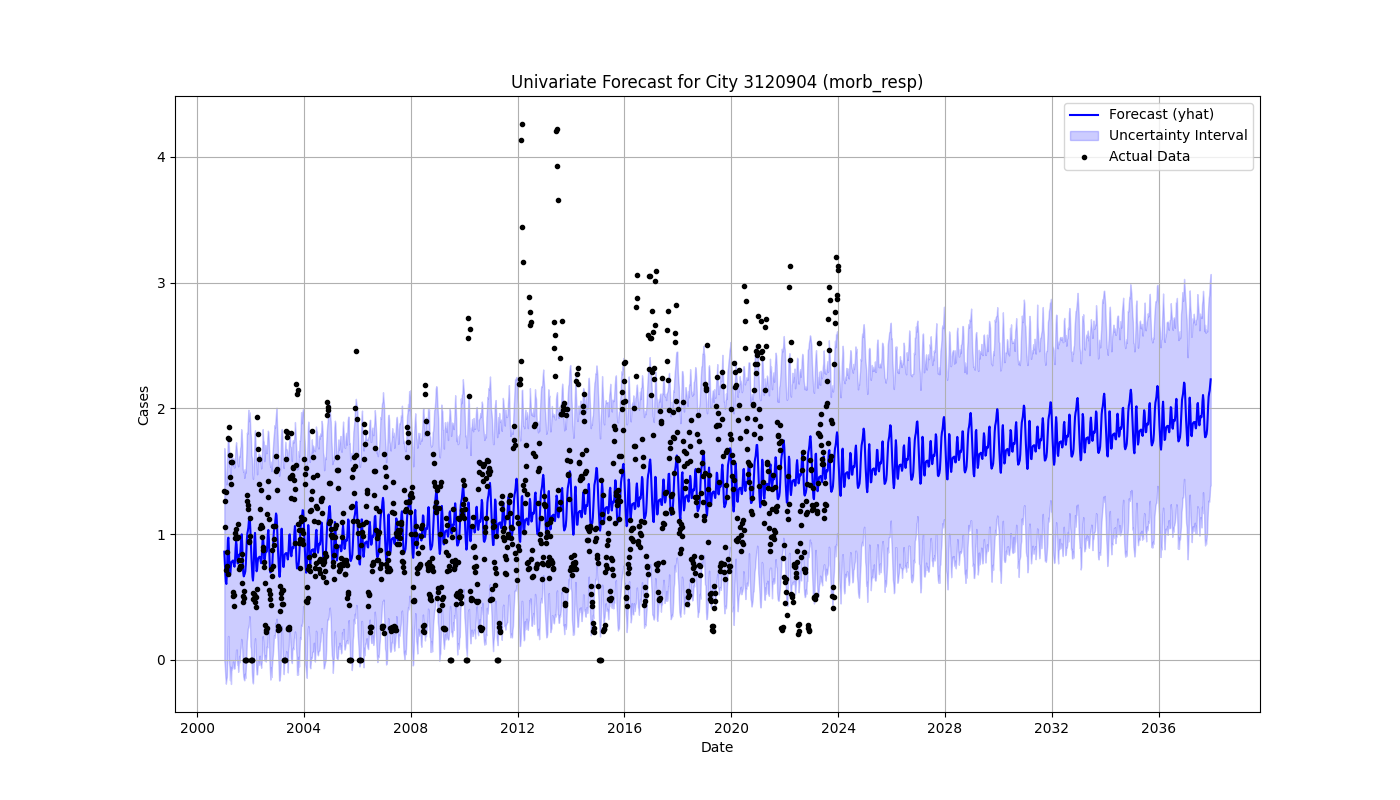 Univariate Forecast for City 3120904 (morb_resp)
Forecast (yhat)
Uncertainty Interval
Actual Data
Cases
4
3
2
1
0
2000 2004 2008 2012 2016 2020 2024 2028 2032 2036
Date